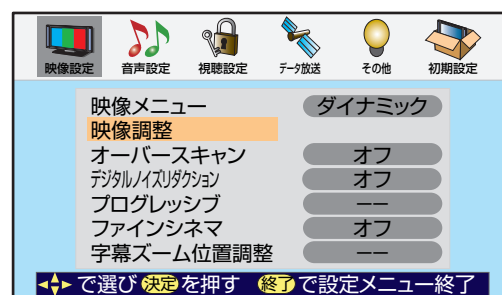 映像設定 音声設定 視聴設定 データ放送 その他 初期設定
映像メニュー ダイナミック
映像調整
オーバースキャン オフ
デジタルノイズリダクション オフ
プログレッシブ −−
ファインシネマ オフ
字幕ズーム位置調整 −−
で選び 決定 を押す 終了 で設定メニュー終了